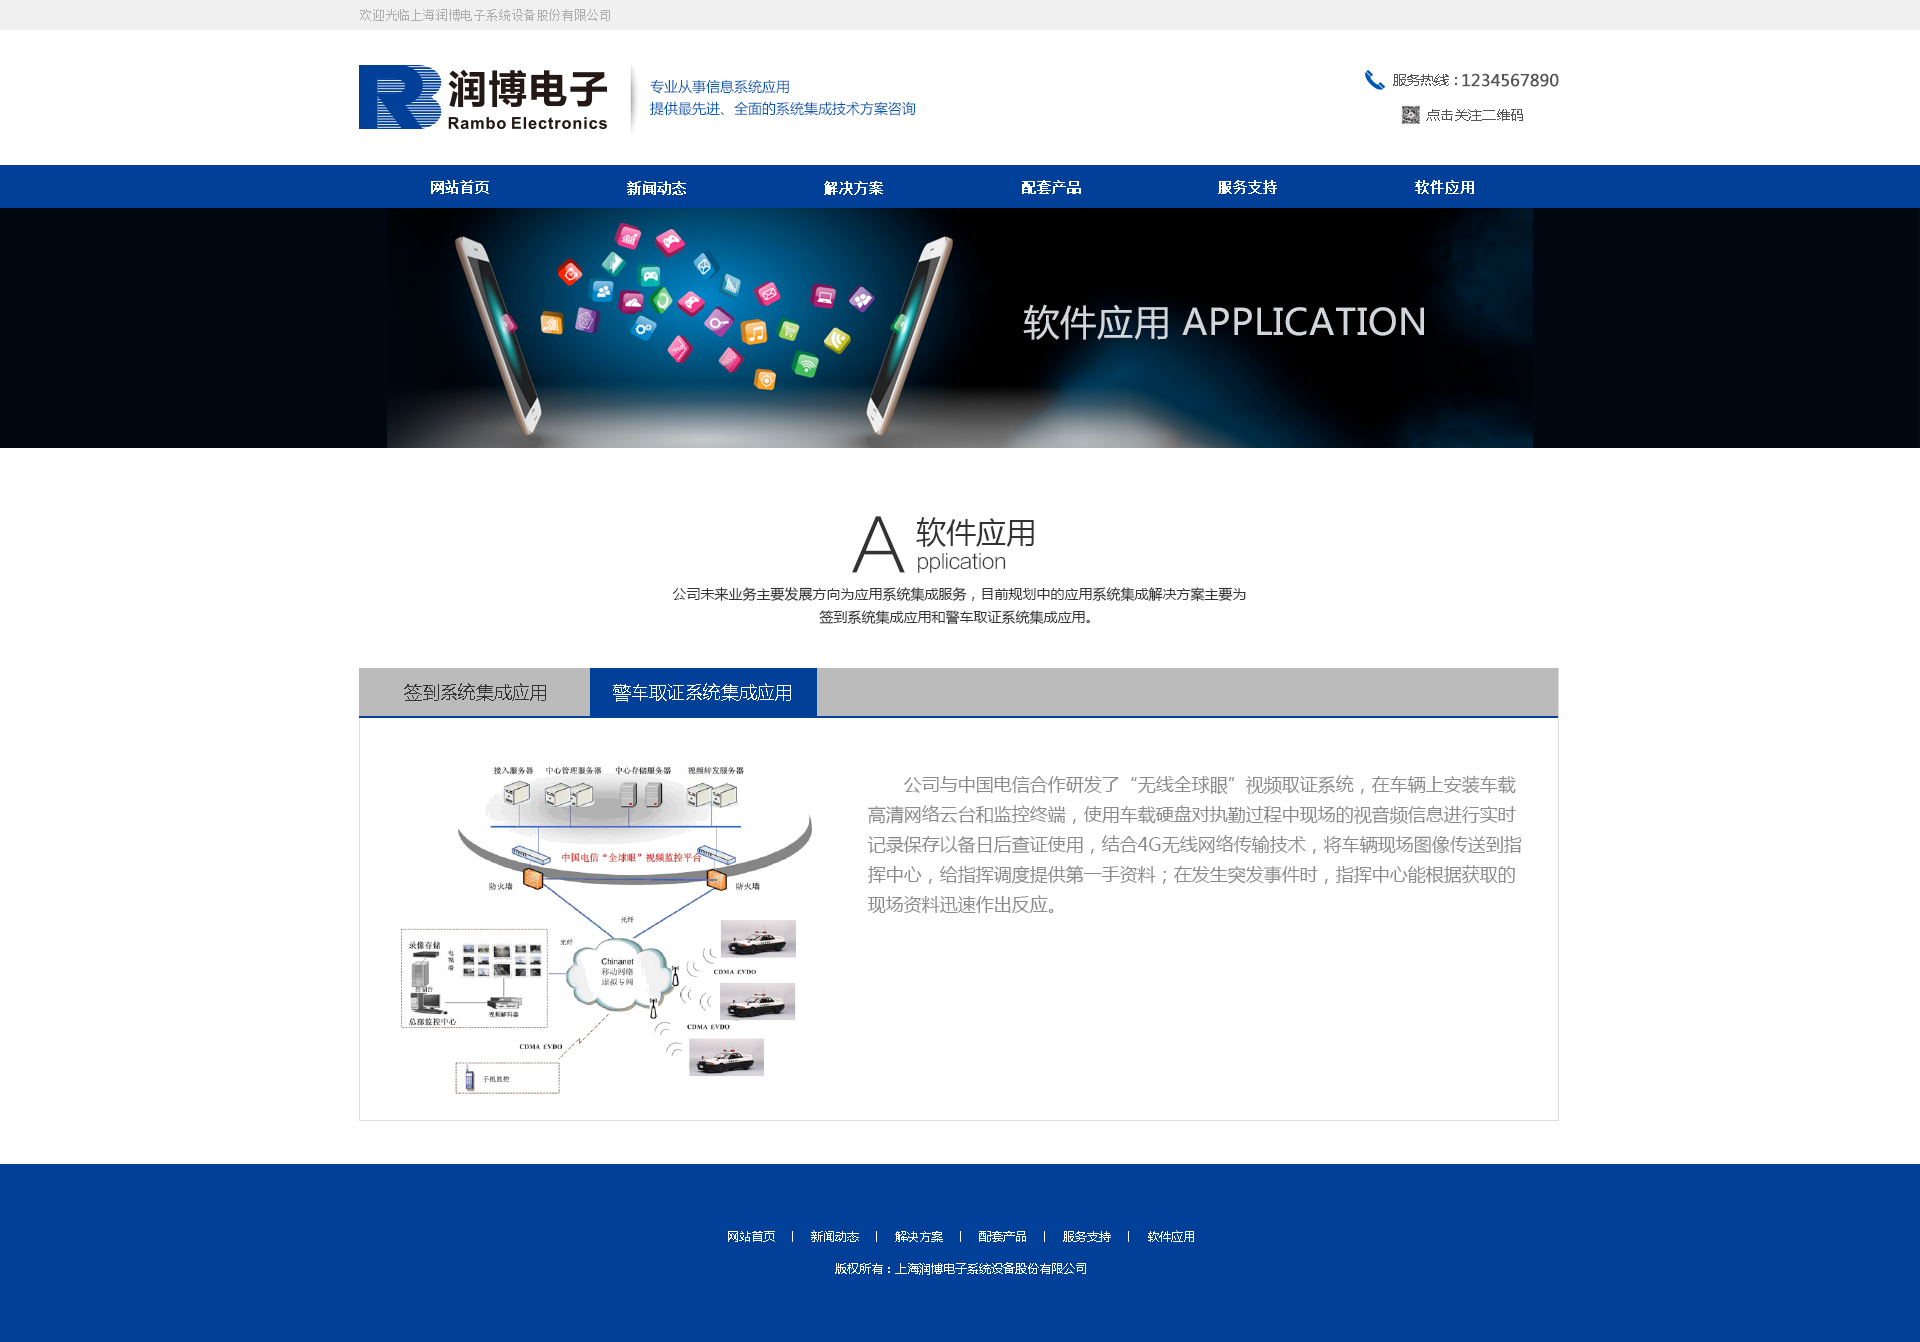 欢迎光临上海润博电子系统设备股份有限公司
润博电子
Rambo Electronics
专业从事信息系统应用
提供最先进、全面的系统集成技术方案咨询
服务热线：1234567890
点击关注二维码
网站首页 新闻动态 解决方案 配套产品 服务支持 软件应用
软件应用 APPLICATION
A 软件应用
pplication
公司未来业务主要发展方向为应用系统集成服务，目前规划中的应用系统集成解决方案主要为
签到系统集成应用和警车取证系统集成应用。
签到系统集成应用 警车取证系统集成应用
接入服务器 中心管理服务器 中心存储服务器 视频转发服务器
中国电信“全球眼”视频监控平台
防火墙 防火墙
光纤
光纤
录像存储
电视墙
控制台
视频解码器
总部监控中心
Chinanet
移动网络
虚拟专网
CDMA EVDO
CDMA EVDO
CDMA EVDO
手机监控
公司与中国电信合作研发了“无线全球眼”视频取证系统，在车辆上安装车载
高清网络云台和监控终端，使用车载硬盘对执勤过程中现场的视音频信息进行实时
记录保存以备日后查证使用，结合4G无线网络传输技术，将车辆现场图像传送到指
挥中心，给指挥调度提供第一手资料；在发生突发事件时，指挥中心能根据获取的
现场资料迅速作出反应。
网站首页 | 新闻动态 | 解决方案 | 配套产品 | 服务支持 | 软件应用
版权所有：上海润博电子系统设备股份有限公司